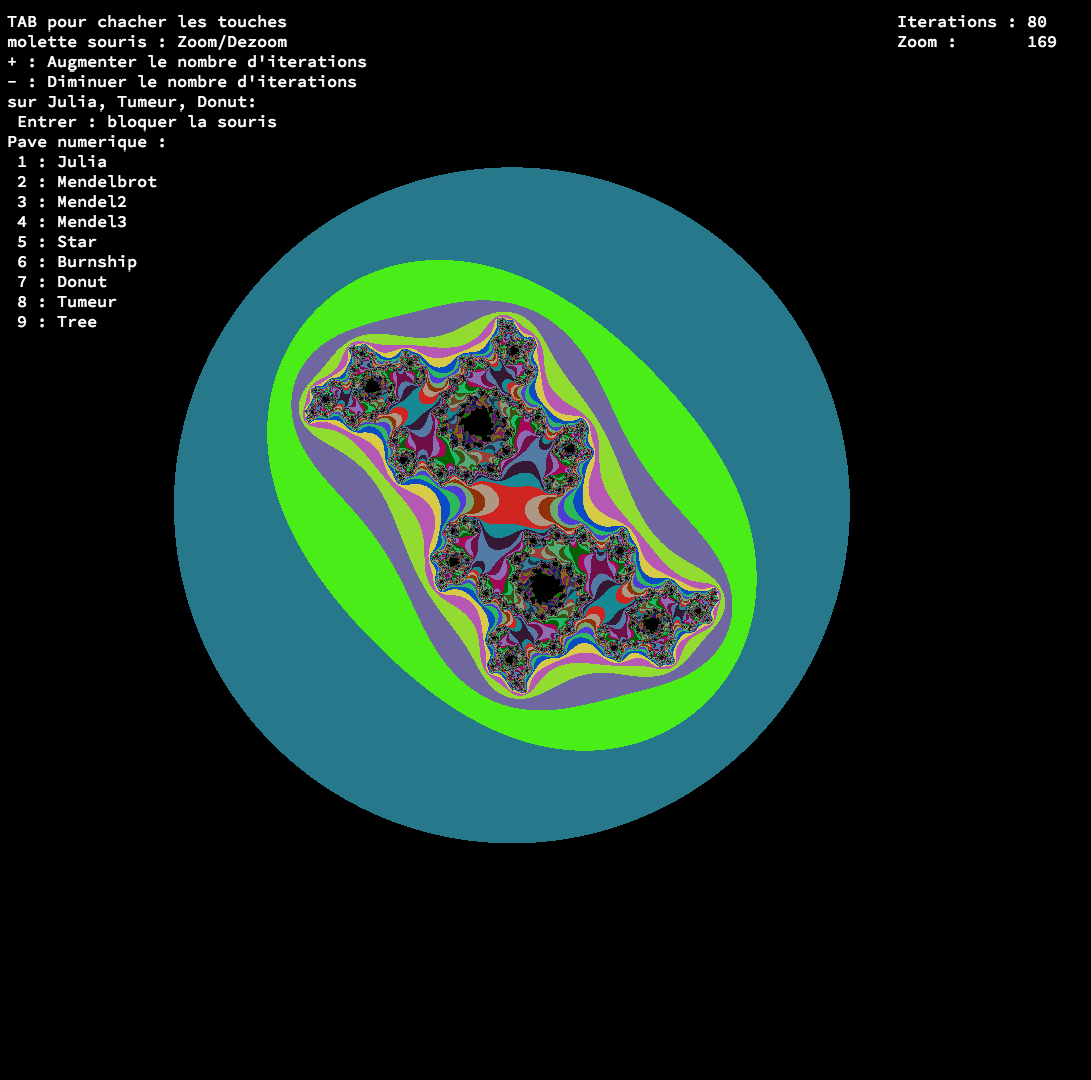 TAB pour chacher les touches
molette souris : Zoom/Dezoom
+ : Augmenter le nombre d'iterations
- : Diminuer le nombre d'iterations
sur Julia, Tumeur, Donut:
Entrer : bloquer la souris
Pave numerique :
1 : Julia
2 : Mendelbrot
3 : Mendel2
4 : Mendel3
5 : Star
6 : Burnship
7 : Donut
8 : Tumeur
9 : Tree
Iterations : 80
Zoom : 169